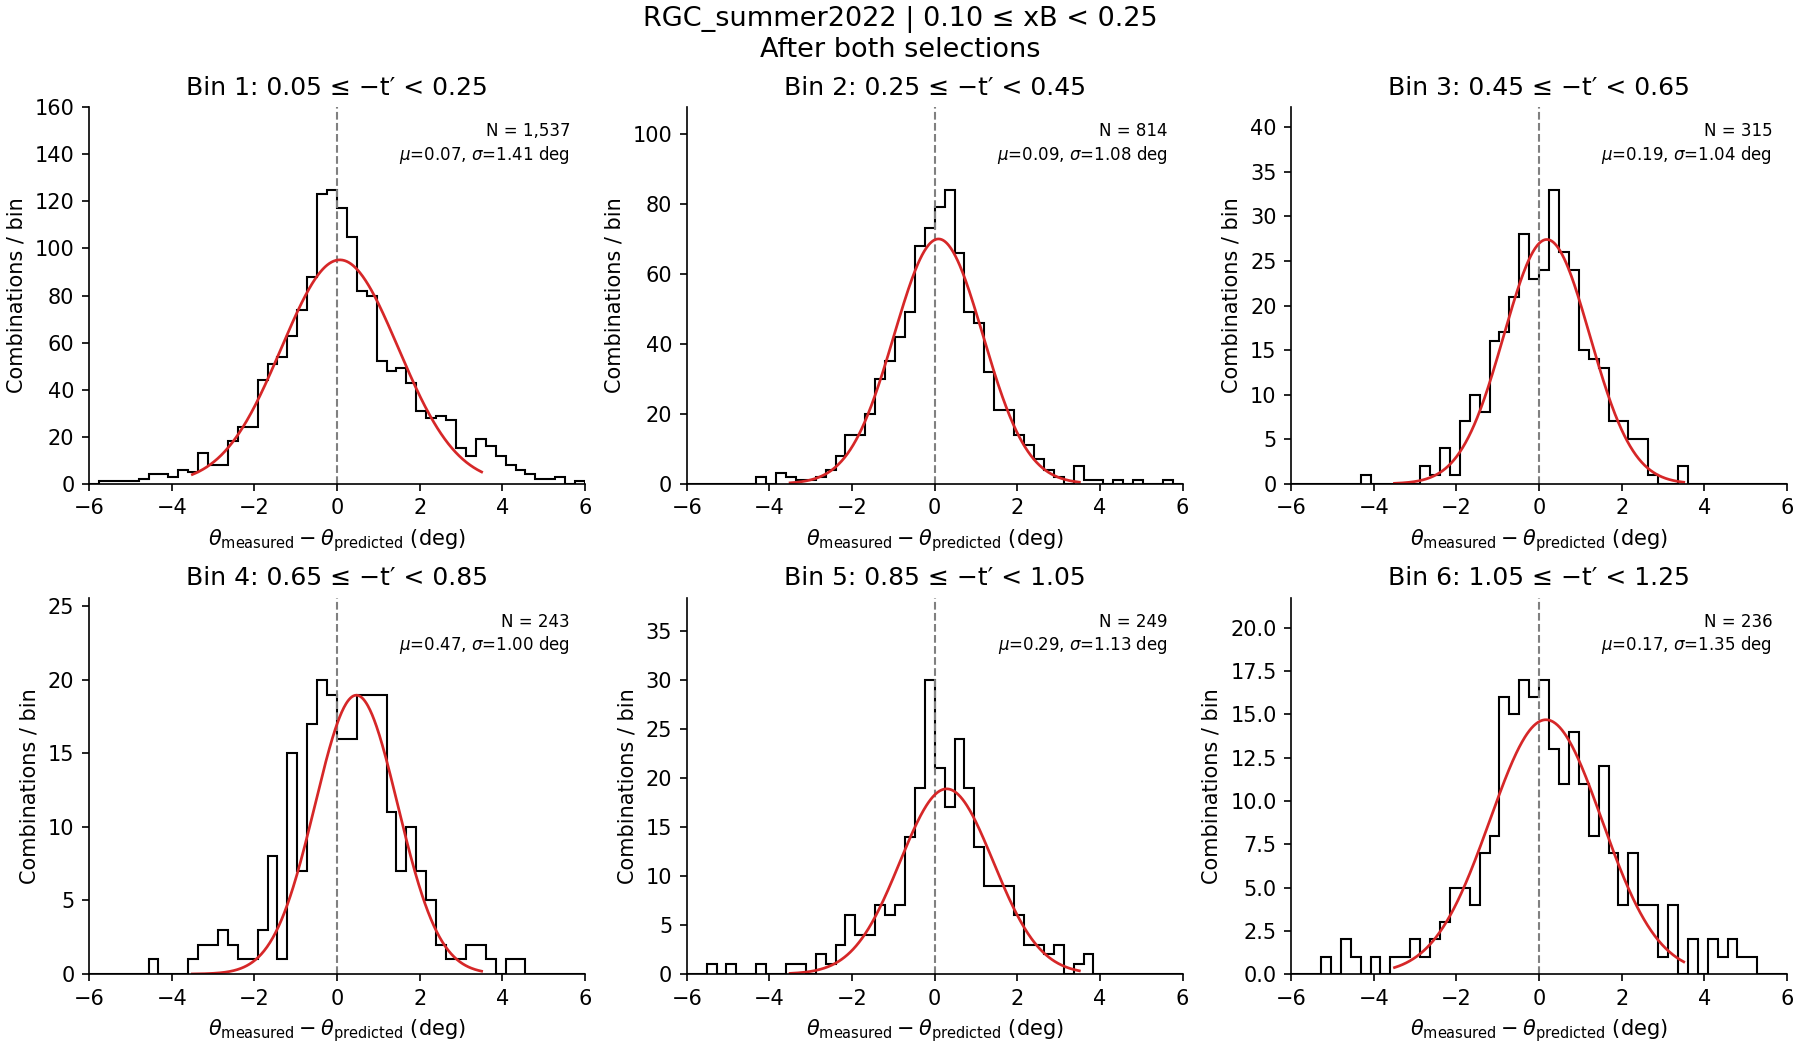 RGC_summer2022 | 0.10 ≤ xB < 0.25
After both selections
Bin 1: 0.05 ≤ −t′ < 0.25
N = 1,537
μ=0.07, σ=1.41 deg
Combinations / bin
160
140
120
100
80
60
40
20
0
−6 −4 −2 0 2 4 6
θmeasured − θpredicted (deg)
Bin 2: 0.25 ≤ −t′ < 0.45
N = 814
μ=0.09, σ=1.08 deg
Combinations / bin
100
80
60
40
20
0
−6 −4 −2 0 2 4 6
θmeasured − θpredicted (deg)
Bin 3: 0.45 ≤ −t′ < 0.65
N = 315
μ=0.19, σ=1.04 deg
Combinations / bin
40
35
30
25
20
15
10
5
0
−6 −4 −2 0 2 4 6
θmeasured − θpredicted (deg)
Bin 4: 0.65 ≤ −t′ < 0.85
N = 243
μ=0.47, σ=1.00 deg
Combinations / bin
25
20
15
10
5
0
−6 −4 −2 0 2 4 6
θmeasured − θpredicted (deg)
Bin 5: 0.85 ≤ −t′ < 1.05
N = 249
μ=0.29, σ=1.13 deg
Combinations / bin
35
30
25
20
15
10
5
0
−6 −4 −2 0 2 4 6
θmeasured − θpredicted (deg)
Bin 6: 1.05 ≤ −t′ < 1.25
N = 236
μ=0.17, σ=1.35 deg
Combinations / bin
20.0
17.5
15.0
12.5
10.0
7.5
5.0
2.5
0.0
−6 −4 −2 0 2 4 6
θmeasured − θpredicted (deg)